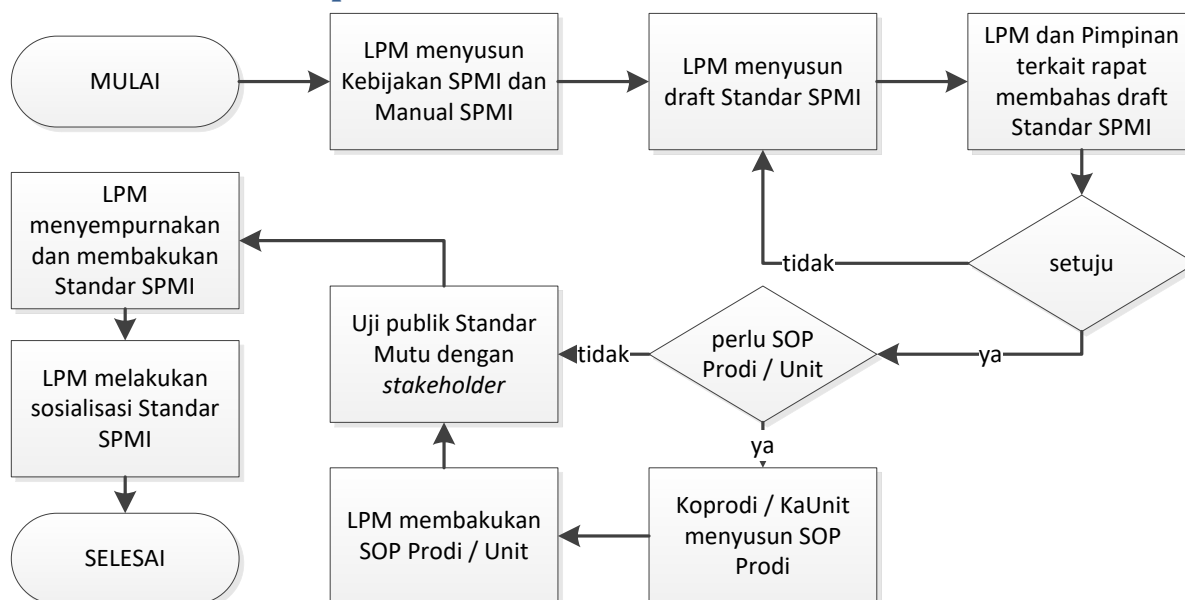 MULAI
LPM menyusun
Kebijakan SPMI dan
Manual SPMI
LPM menyusun
draft Standar SPMI
LPM dan Pimpinan
terkait rapat
membahas draft
Standar SPMI
setuju
tidak
ya
perlu SOP
Prodi / Unit
tidak
ya
Koprodi / KaUnit
menyusun SOP
Prodi
LPM membakukan
SOP Prodi / Unit
Uji publik Standar
Mutu dengan
stakeholder
LPM
menyempurnakan
dan membakukan
Standar SPMI
LPM melakukan
sosialisasi Standar
SPMI
SELESAI